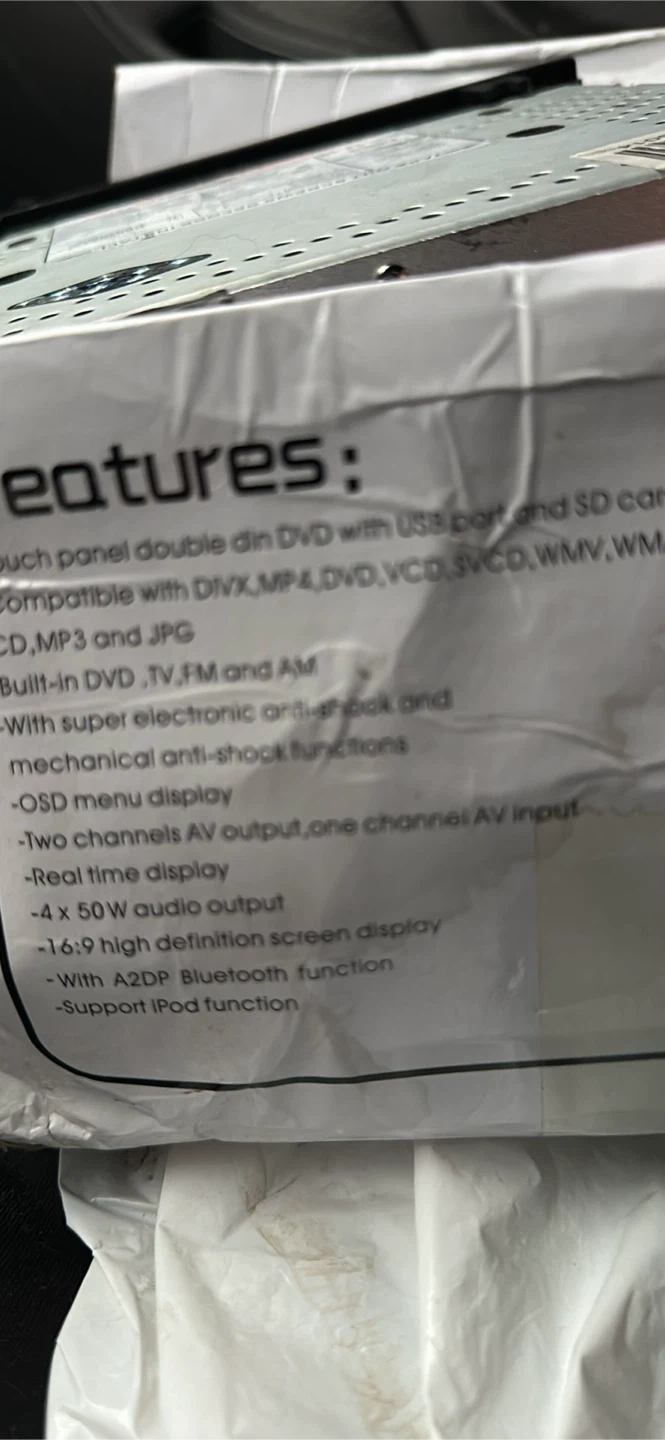 eatures:
ouch panel double din DVD with USB port and SD car
Compatible with DIVX,MP4,DVD,VCD,SVCD,WMV,WMA
CD,MP3 and JPG
Built-in DVD ,TV,FM and AM
-With super electronic anti-shock and
mechanical anti-shock functions
-OSD menu display
-Two channels AV output,one channel AV input
-Real time display
-4 x 50W audio output
-16:9 high definition screen display
-With A2DP Bluetooth function
-Support iPod function